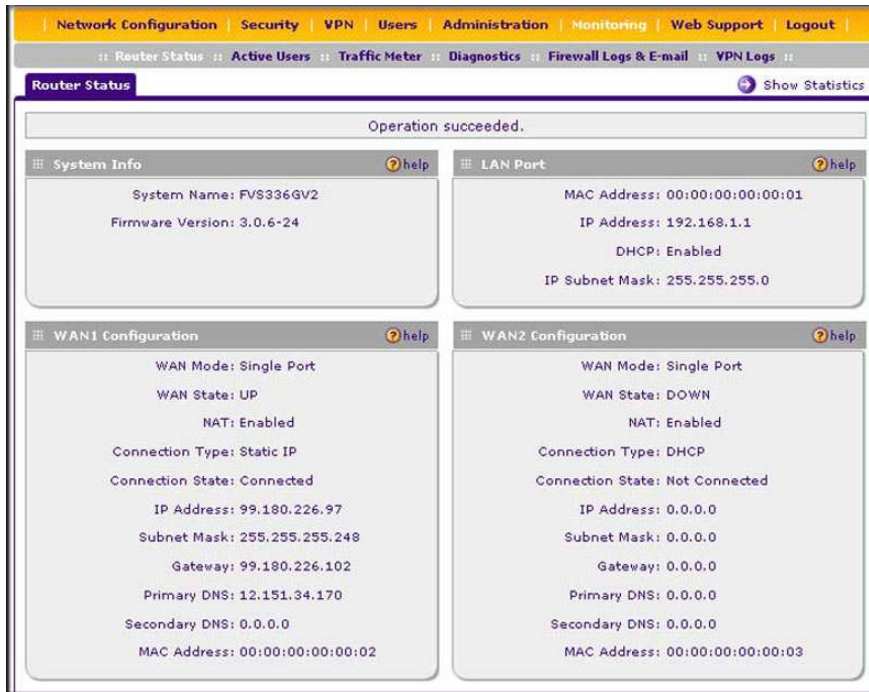 Network Configuration | Security | VPN | Users | Administration | Monitoring | Web Support | Logout |
:: Router Status :: Active Users :: Traffic Meter :: Diagnostics :: Firewall Logs & E-mail :: VPN Logs ::
Router Status
Show Statistics
Operation succeeded.
System Info
help
System Name: FVS336GV2
Firmware Version: 3.0.6-24
LAN Port
help
MAC Address: 00:00:00:00:00:01
IP Address: 192.168.1.1
DHCP: Enabled
IP Subnet Mask: 255.255.255.0
WAN1 Configuration
help
WAN Mode: Single Port
WAN State: UP
NAT: Enabled
Connection Type: Static IP
Connection State: Connected
IP Address: 99.180.226.97
Subnet Mask: 255.255.255.248
Gateway: 99.180.226.102
Primary DNS: 12.151.34.170
Secondary DNS: 0.0.0.0
MAC Address: 00:00:00:00:00:02
WAN2 Configuration
help
WAN Mode: Single Port
WAN State: DOWN
NAT: Enabled
Connection Type: DHCP
Connection State: Not Connected
IP Address: 0.0.0.0
Subnet Mask: 0.0.0.0
Gateway: 0.0.0.0
Primary DNS: 0.0.0.0
Secondary DNS: 0.0.0.0
MAC Address: 00:00:00:00:00:03